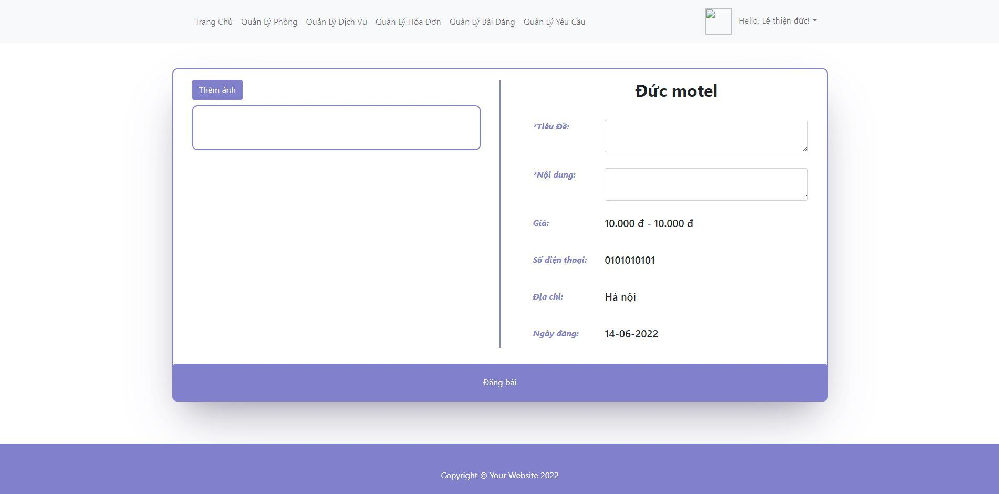 Trang Chủ Quản Lý Phòng Quản Lý Dịch Vụ Quản Lý Hóa Đơn Quản Lý Bài Đăng Quản Lý Yêu Cầu Hello, Lê thiện đức!
Thêm ảnh
Đức motel
*Tiêu Đề:
*Nội dung:
Giá: 10.000 đ - 10.000 đ
Số điện thoại: 0101010101
Địa chỉ: Hà nội
Ngày đăng: 14-06-2022
Đăng bài
Copyright © Your Website 2022